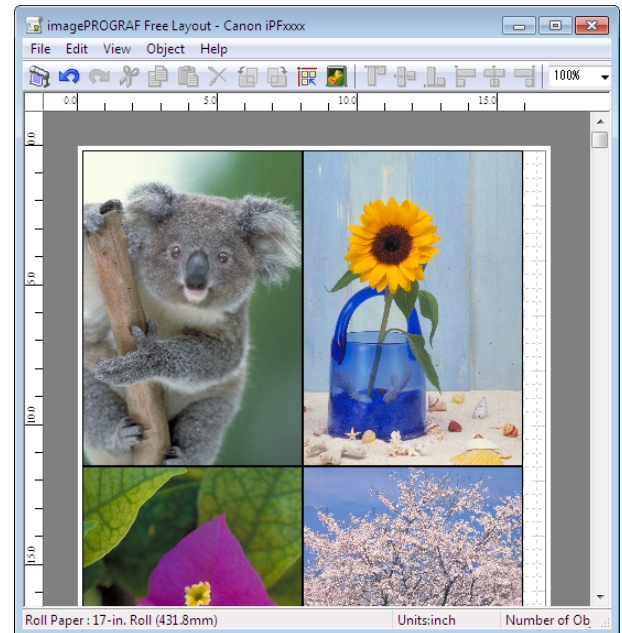 imagePROGRAF Free Layout - Canon iPFxxxx
File Edit View Object Help
100%
0.0 5.0 10.0 15.0
0.0
5.0
10.0
15.0
Roll Paper : 17-in. Roll (431.8mm) Units:inch Number of Ob